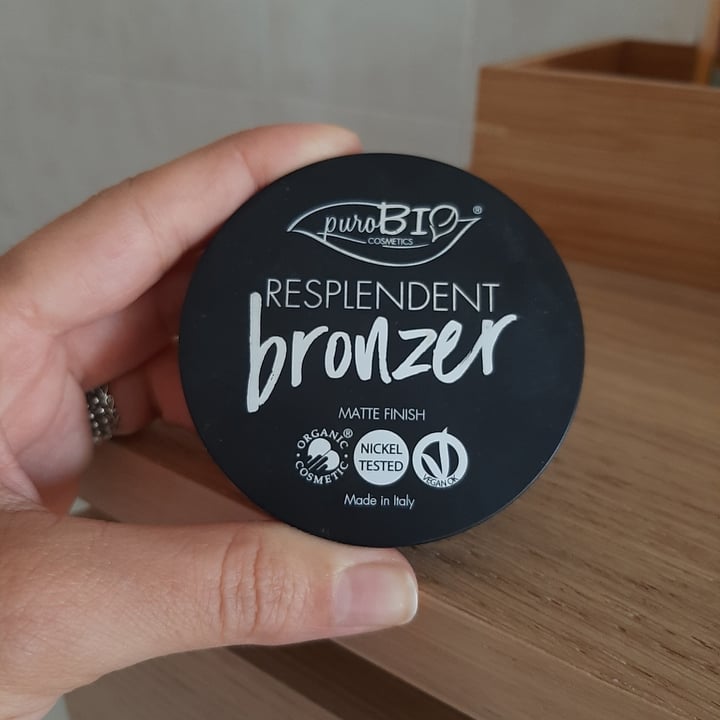 puroBIO®
COSMETICS
RESPLENDENT
bronzer
MATTE FINISH
ORGANIC COSMETIC ®
NICKEL
TESTED
VEGAN OK
Made in Italy